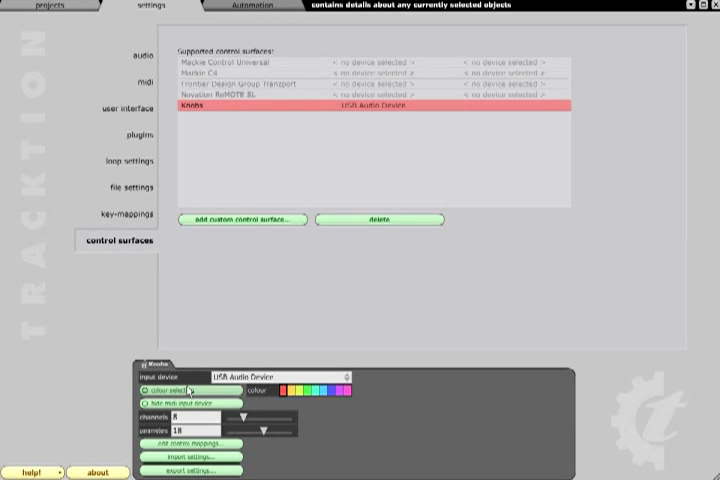 projects settings Automation contains details about any currently selected objects
TRACKTION
audio
midi
user interface
plugins
loop settings
file settings
key-mappings
control surfaces
Supported control surfaces:
Mackie Control Universal < no device selected > < no device selected >
Mackie C4 < no device selected > < no device selected >
Frontier Design Group Tranzport < no device selected > < no device selected >
Novation ReMOTE SL < no device selected > < no device selected >
Knobs USB Audio Device
add custom control surface... delete
Knobs
input device USB Audio Device
colour
hide midi input device
channels 8
parameters 18
edit control mappings...
import settings...
export settings...
help! about